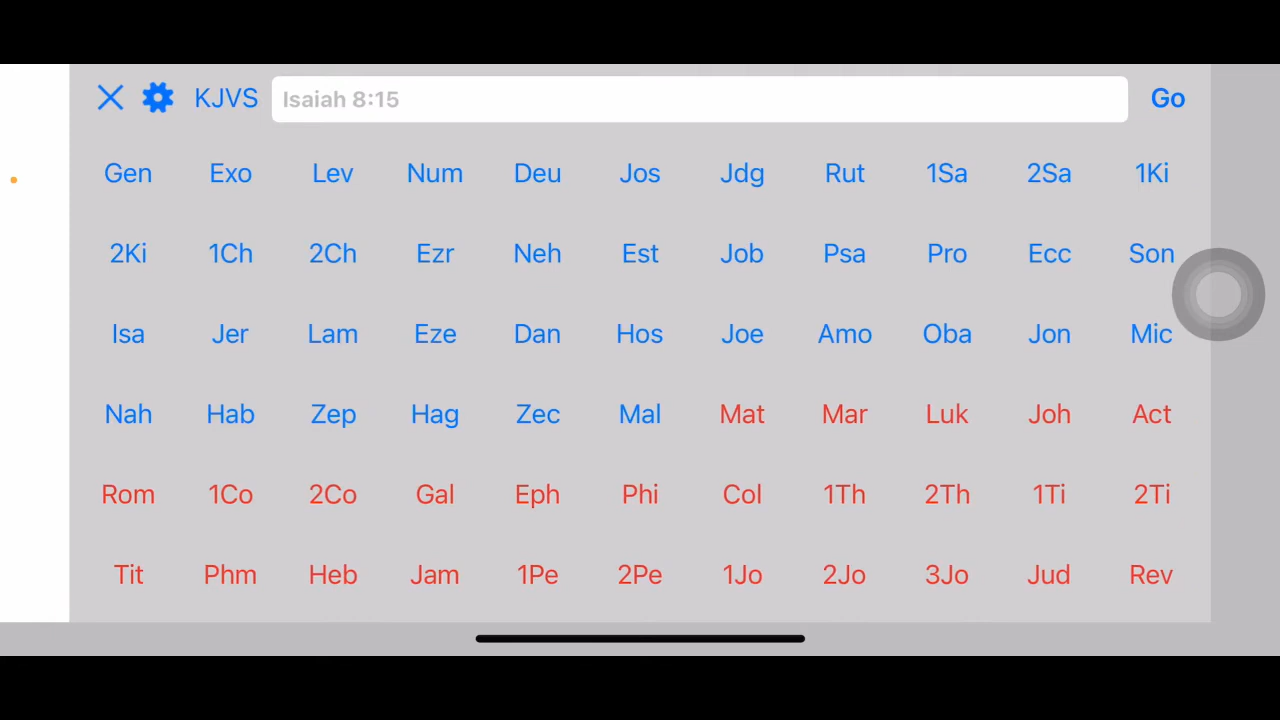 KJVS Isaiah 8:15 Go
Gen Exo Lev Num Deu Jos Jdg Rut 1Sa 2Sa 1Ki
2Ki 1Ch 2Ch Ezr Neh Est Job Psa Pro Ecc Son
Isa Jer Lam Eze Dan Hos Joe Amo Oba Jon Mic
Nah Hab Zep Hag Zec Mal Mat Mar Luk Joh Act
Rom 1Co 2Co Gal Eph Phi Col 1Th 2Th 1Ti 2Ti
Tit Phm Heb Jam 1Pe 2Pe 1Jo 2Jo 3Jo Jud Rev